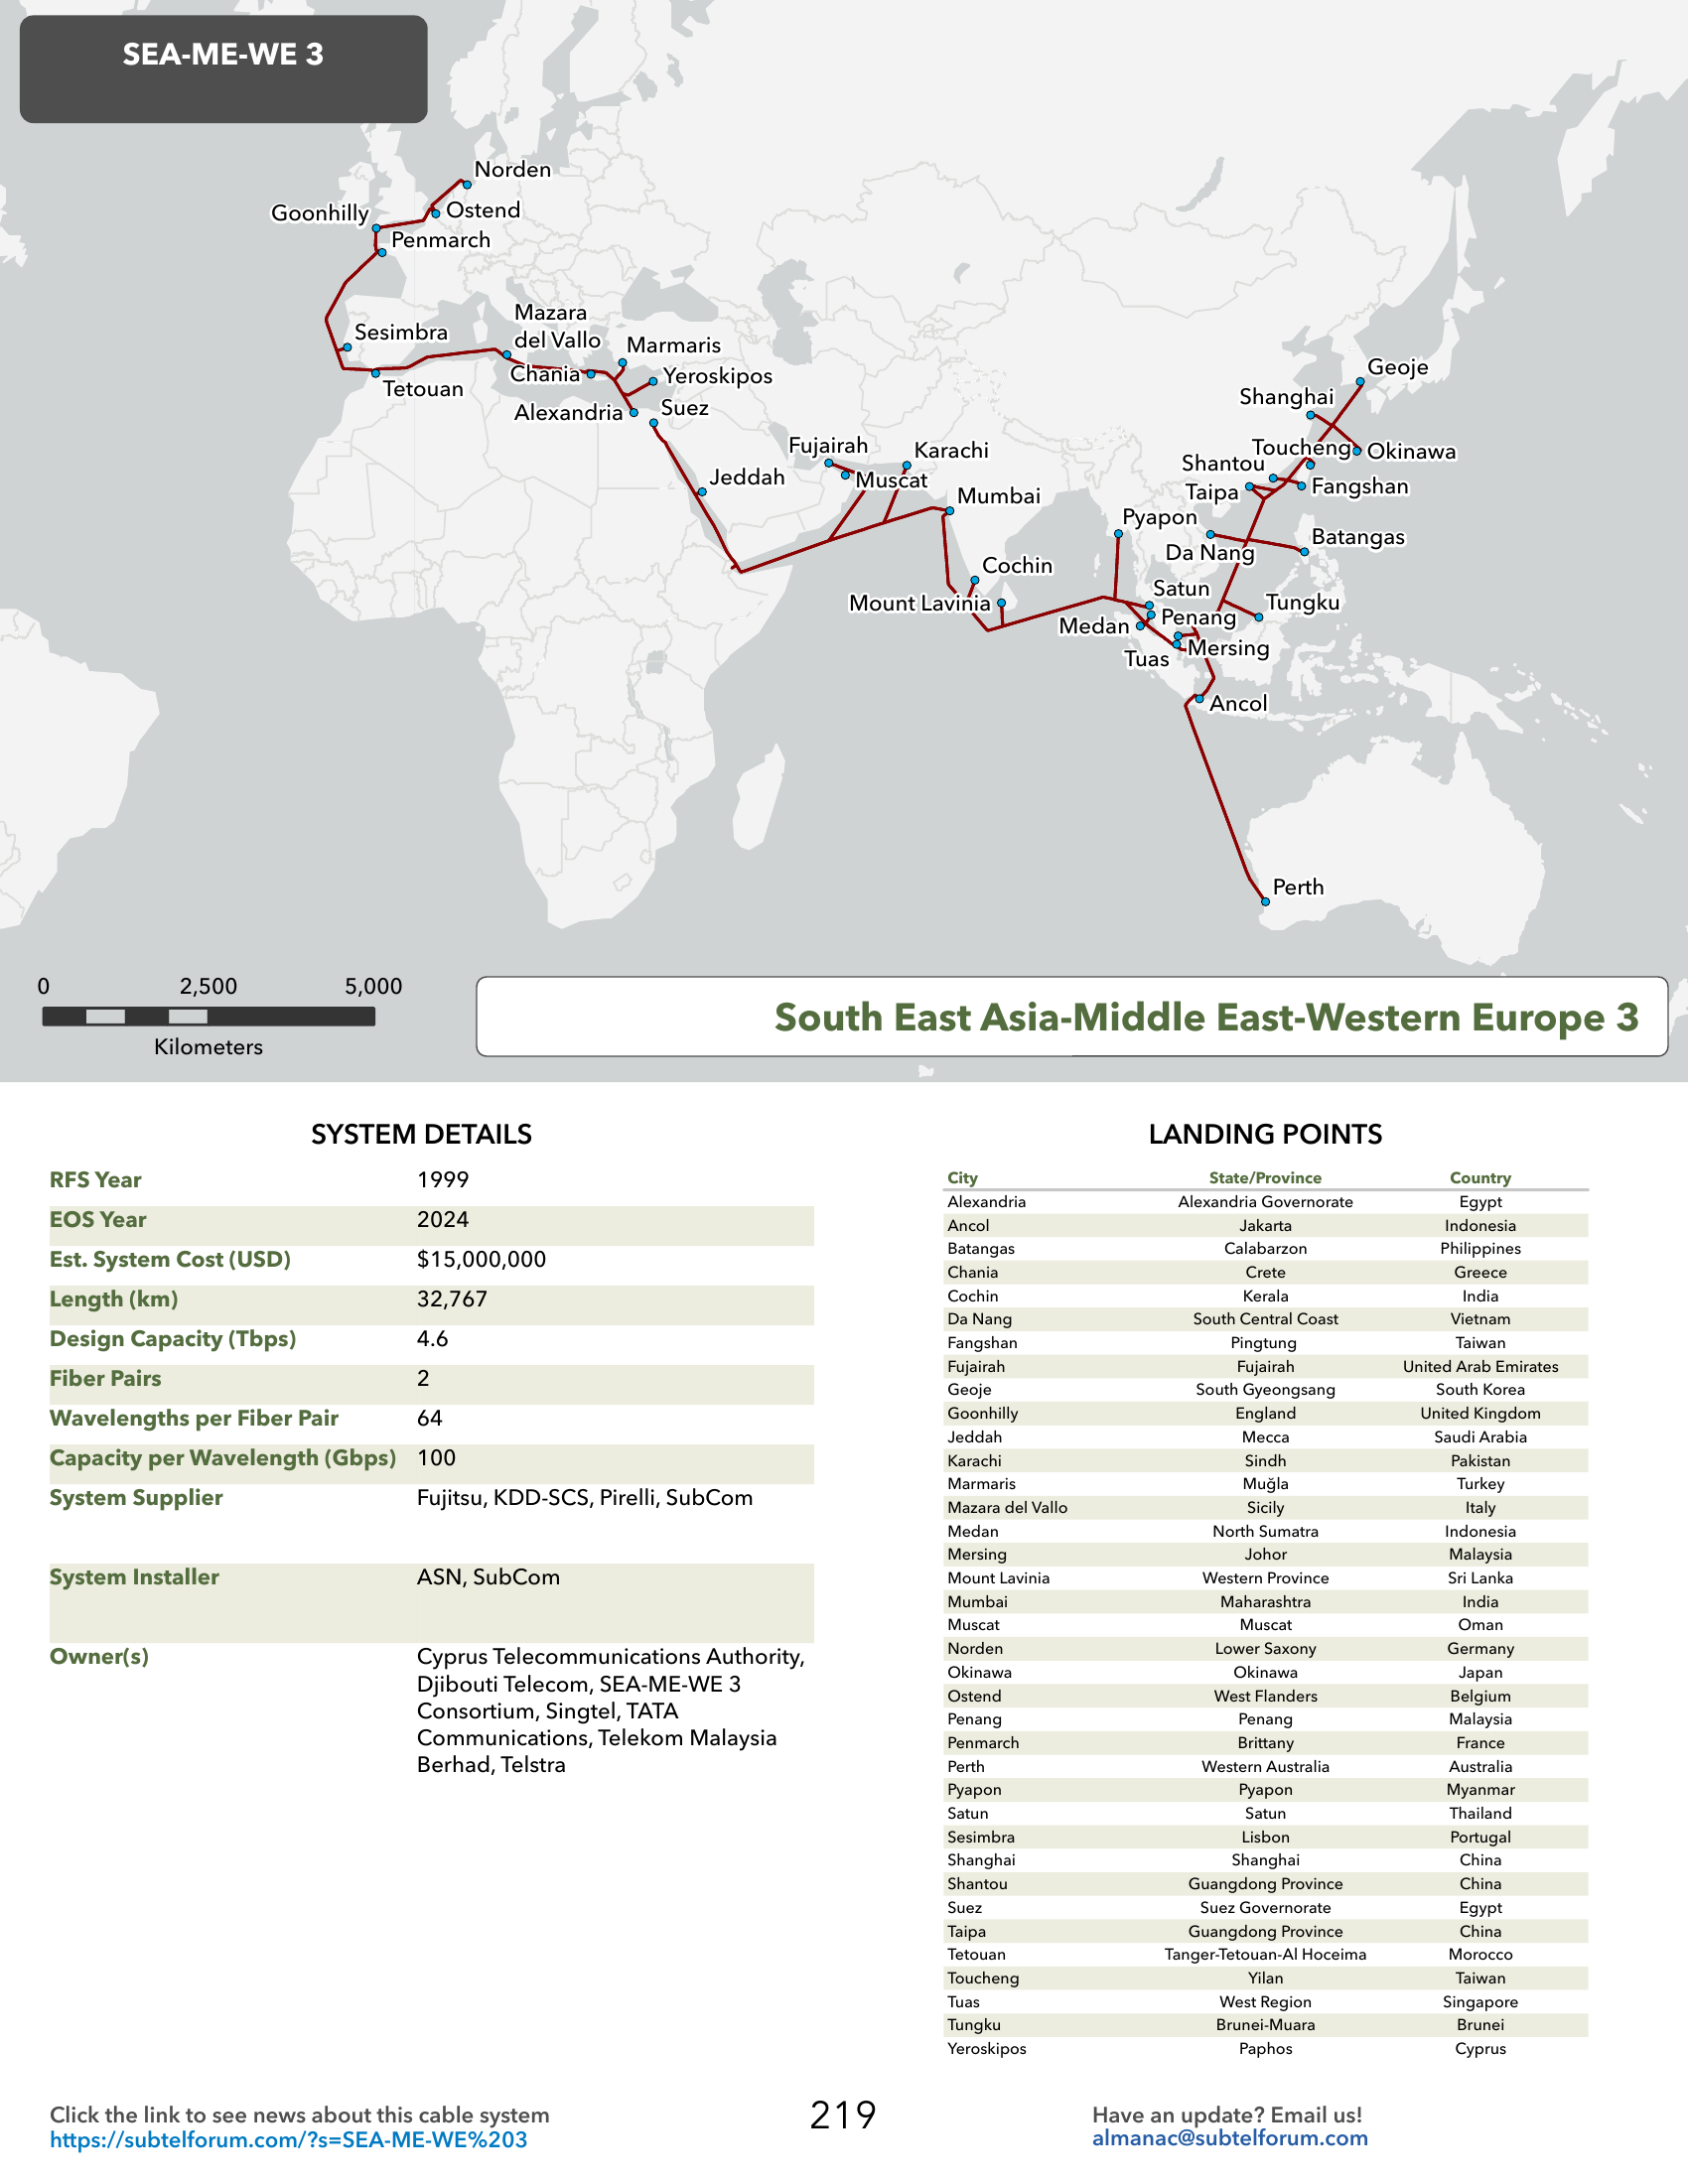 SEA-ME-WE 3
Norden
Goonhilly
Ostend
Penmarch
Mazara
del Vallo
Sesimbra
Marmaris
Chania
Yeroskipos
Tetouan
Alexandria
Suez
Geoje
Shanghai
Fujairah
Karachi
Toucheng
Okinawa
Jeddah
Muscat
Shantou
Taipa
Fangshan
Mumbai
Pyapon
Da Nang
Batangas
Cochin
Satun
Mount Lavinia
Penang
Tungku
Medan
Tuas
Mersing
Ancol
Perth
0 2,500 5,000
Kilometers
South East Asia-Middle East-Western Europe 3
SYSTEM DETAILS
RFS Year 1999
EOS Year 2024
Est. System Cost (USD) $15,000,000
Length (km) 32,767
Design Capacity (Tbps) 4.6
Fiber Pairs 2
Wavelengths per Fiber Pair 64
Capacity per Wavelength (Gbps) 100
System Supplier Fujitsu, KDD-SCS, Pirelli, SubCom
System Installer ASN, SubCom
Owner(s) Cyprus Telecommunications Authority,
Djibouti Telecom, SEA-ME-WE 3
Consortium, Singtel, TATA
Communications, Telekom Malaysia
Berhad, Telstra
LANDING POINTS
City State/Province Country
Alexandria Alexandria Governorate Egypt
Ancol Jakarta Indonesia
Batangas Calabarzon Philippines
Chania Crete Greece
Cochin Kerala India
Da Nang South Central Coast Vietnam
Fangshan Pingtung Taiwan
Fujairah Fujairah United Arab Emirates
Geoje South Gyeongsang South Korea
Goonhilly England United Kingdom
Jeddah Mecca Saudi Arabia
Karachi Sindh Pakistan
Marmaris Muğla Turkey
Mazara del Vallo Sicily Italy
Medan North Sumatra Indonesia
Mersing Johor Malaysia
Mount Lavinia Western Province Sri Lanka
Mumbai Maharashtra India
Muscat Muscat Oman
Norden Lower Saxony Germany
Okinawa Okinawa Japan
Ostend West Flanders Belgium
Penang Penang Malaysia
Penmarch Brittany France
Perth Western Australia Australia
Pyapon Pyapon Myanmar
Satun Satun Thailand
Sesimbra Lisbon Portugal
Shanghai Shanghai China
Shantou Guangdong Province China
Suez Suez Governorate Egypt
Taipa Guangdong Province China
Tetouan Tanger-Tetouan-Al Hoceima Morocco
Toucheng Yilan Taiwan
Tuas West Region Singapore
Tungku Brunei-Muara Brunei
Yeroskipos Paphos Cyprus
Click the link to see news about this cable system
https://subtelforum.com/?s=SEA-ME-WE%203
219
Have an update? Email us!
almanac@subtelforum.com